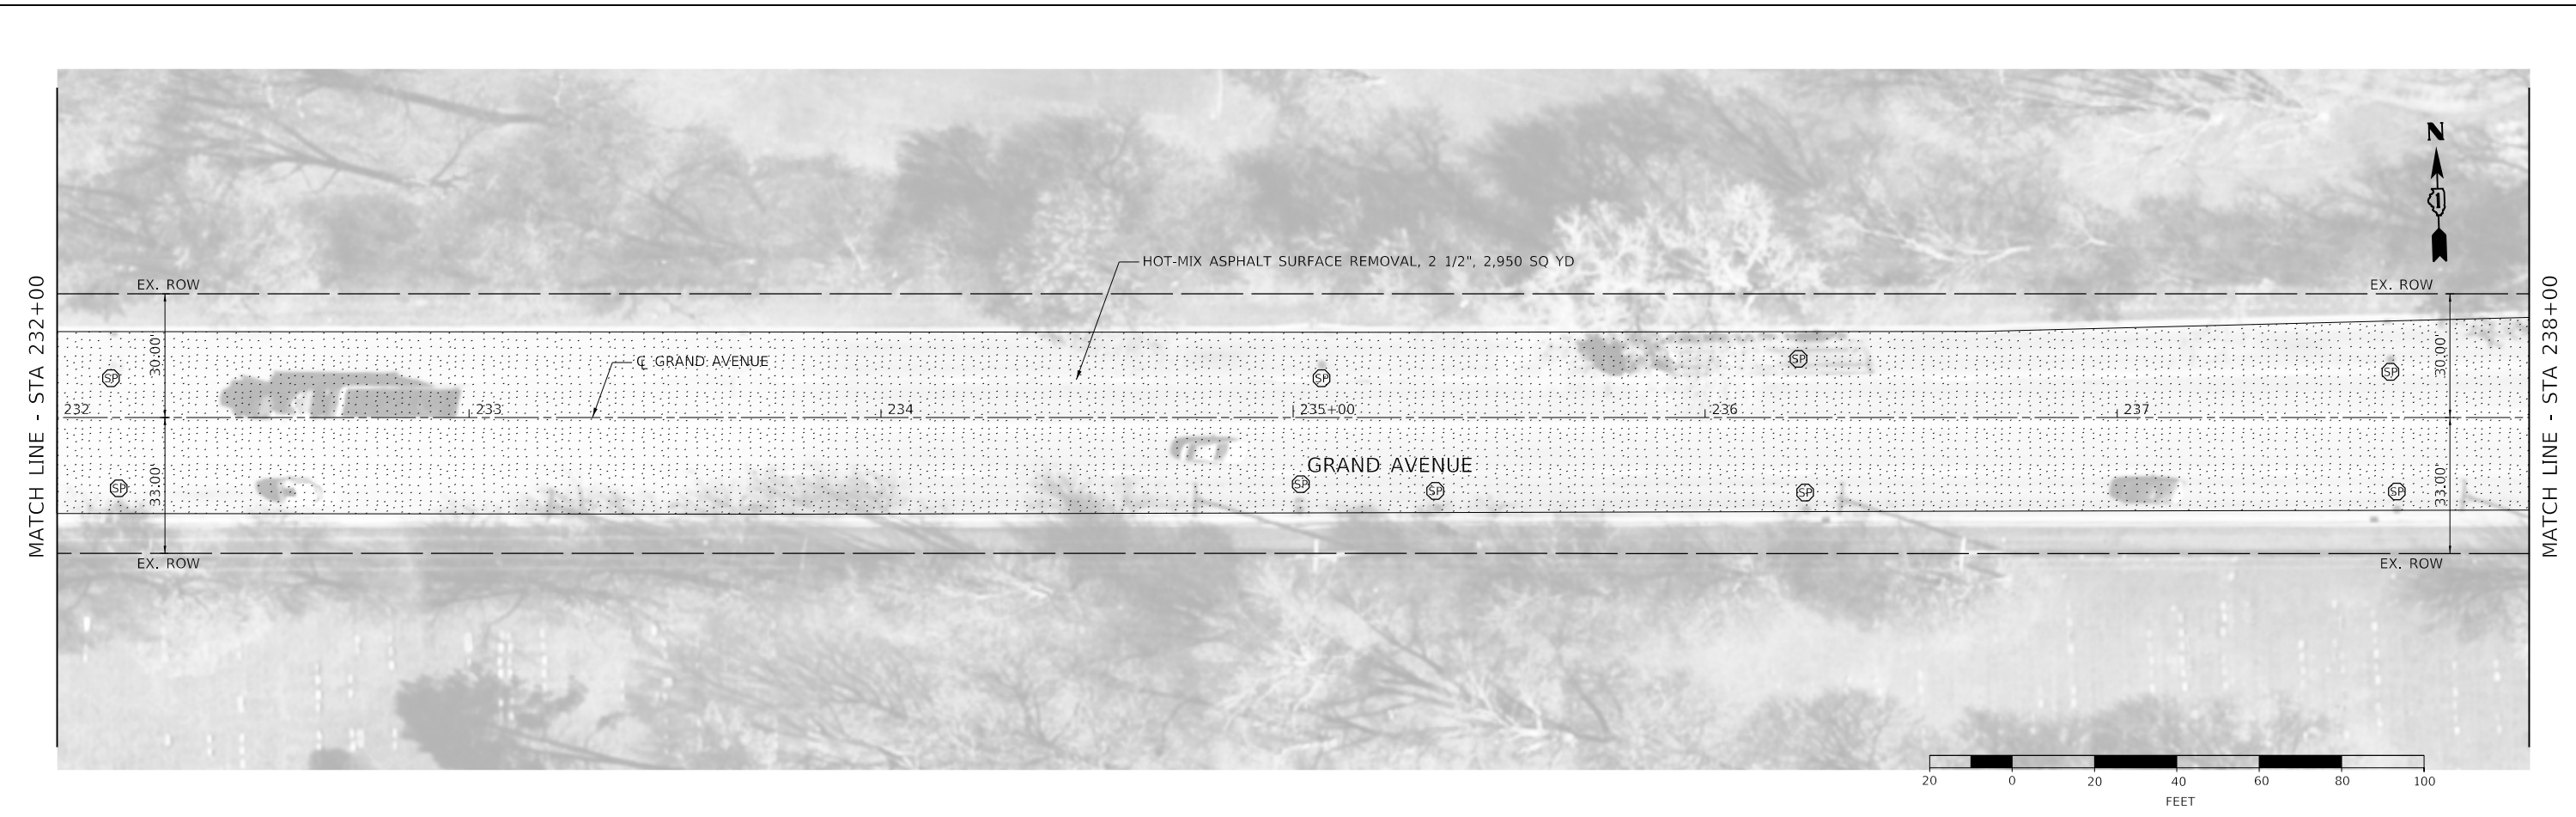 N
1
HOT-MIX ASPHALT SURFACE REMOVAL, 2 1/2", 2,950 SQ YD
EX. ROW
EX. ROW
MATCH LINE - STA 232+00
MATCH LINE - STA 238+00
30.00'
30.00'
℄ GRAND AVENUE
SP
SP
SP
SP
232
233
234
235+00
236
237
GRAND AVENUE
33.00'
33.00'
SP
SP
SP
SP
SP
EX. ROW
EX. ROW
20 0 20 40 60 80 100
FEET